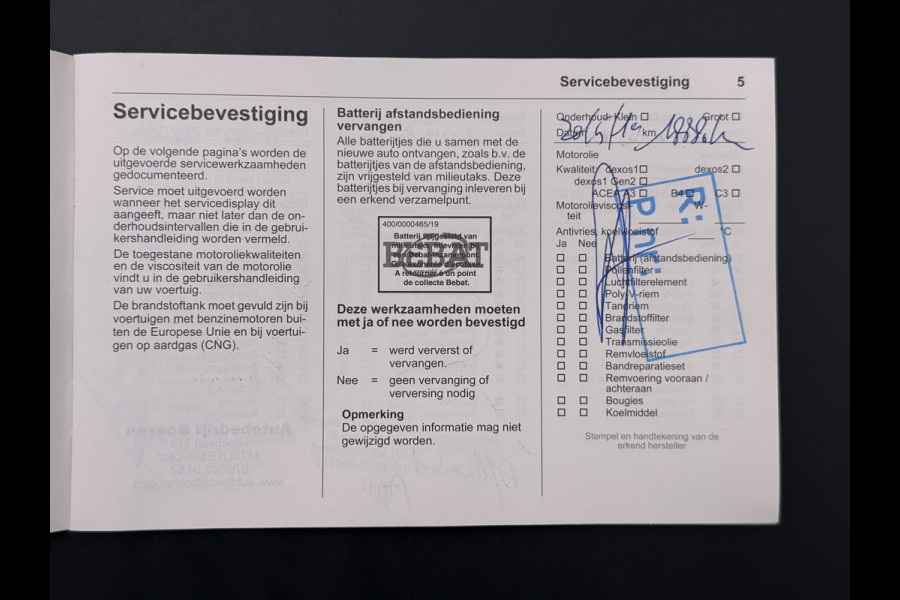 Servicebevestiging 5
Servicebevestiging
Op de volgende pagina's worden de
uitgevoerde servicewerkzaamheden
gedocumenteerd.
Service moet uitgevoerd worden
wanneer het servicedisplay dit
aangeeft, maar niet later dan de on-
derhoudsintervallen die in de gebrui-
kershandleiding worden vermeld.
De toegestane motoroliekwaliteiten
en de viscositeit van de motorolie
vindt u in de gebruikershandleiding
van uw voertuig.
De brandstoftank moet gevuld zijn bij
voertuigen met benzinemotoren bui-
ten de Europese Unie en bij voertui-
gen op aardgas (CNG).
Batterij afstandsbediening
vervangen
Alle batterijtjes die u samen met de
nieuwe auto ontvangen, zoals b.v. de
batterijtjes van de afstandsbediening,
zijn vrijgesteld van milieutaks. Deze
batterijtjes bij vervanging inleveren bij
een erkend verzamelpunt.
400/0000465/19
BEBAT
A retourner à un point
de collecte Bebat.
Deze werkzaamheden moeten
met ja of nee worden bevestigd
Ja = werd ververst of
vervangen.
Nee = geen vervanging of
verversing nodig
Opmerking
De opgegeven informatie mag niet
gewijzigd worden.
Onderhoud: Klein Groot
Datum km
Motorolie
Kwaliteit: dexos1 dexos2
dexos1 Gen2
ACEA A3 B4 C3
Motorolieviscosi- W-
teit
Antivries, koelvloeistof °C
Ja Nee
Batterij (afstandsbediening)
Pollenfilter
Luchtfilterelement
Poly-V-riem
Tandriem
Brandstoffilter
Gasfilter
Transmissieolie
Remvloeistof
Bandreparatieset
Remvoering vooraan /
achteraan
Bougies
Koelmiddel
Stempel en handtekening van de
erkend hersteller